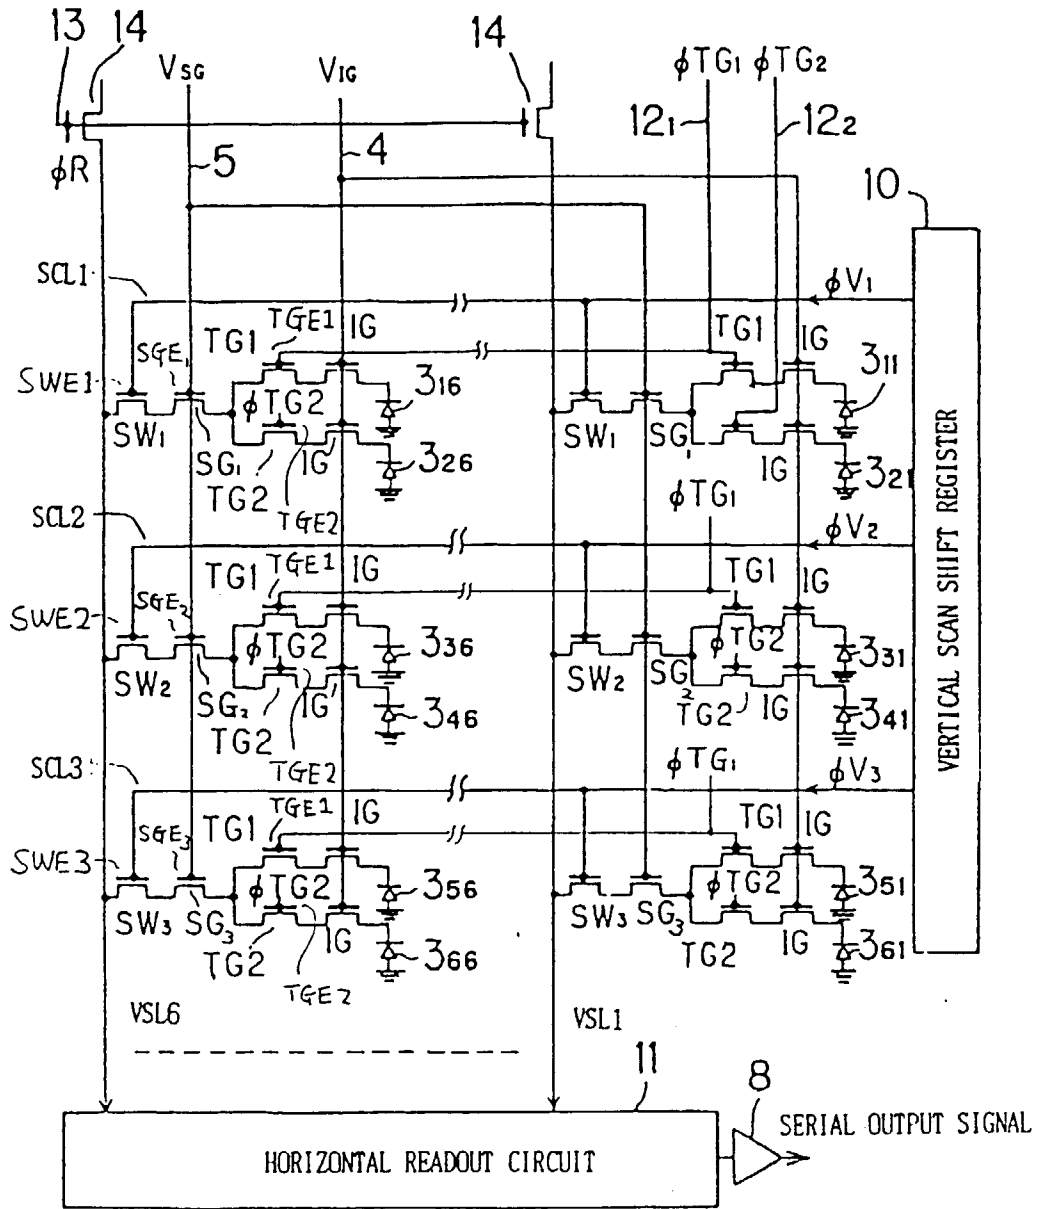 13 14 VSG VIG 14 ϕTG1 ϕTG2
121 122
ϕR 5 4
10
SCL1 ϕV1
TG1 TGE1 IG TG1 IG
SGE1
SWE1 316 311
ϕTG2
SW1 SG1 IG' SW1 SG1 IG
326 321
TG2 TGE2 ϕTG1
SCL2 ϕV2
TG1 TGE1 IG TG1 IG
SGE2
SWE2 336 331
ϕTG2 ϕTG2
SW2 SG2 IG' SW2 SG2 TG2 IG
346 341
TG2 TGE2
SCL3 ϕTG1 ϕV3
TG1 TGE1 IG TG1 IG
SGE3
SWE3 356 351
ϕTG2 ϕTG2
SW3 SG3 IG SW3 SG3 IG
TG2 366 TG2 361
TGE2
VERTICAL SCAN SHIFT REGISTER
VSL6 VSL1
11 8
HORIZONTAL READOUT CIRCUIT
SERIAL OUTPUT SIGNAL